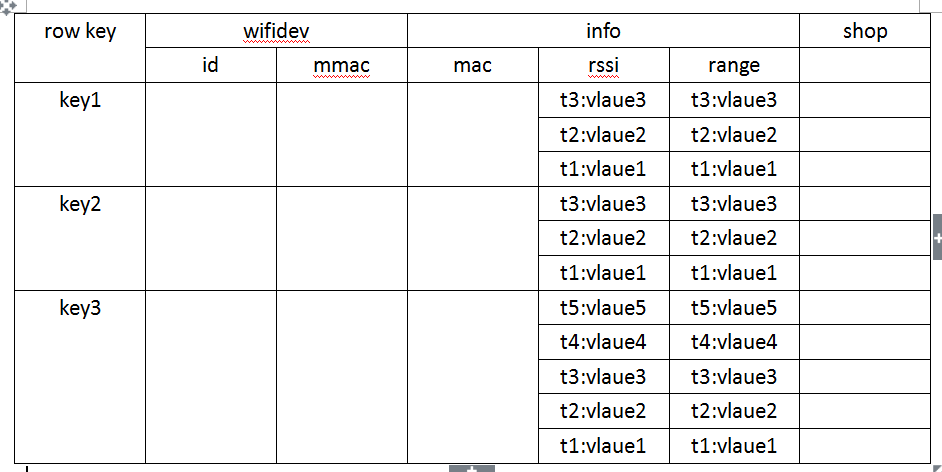 row key wifidev info shop
id mmac mac rssi range
key1 t3:vlaue3 t3:vlaue3
t2:vlaue2 t2:vlaue2
t1:vlaue1 t1:vlaue1
key2 t3:vlaue3 t3:vlaue3
t2:vlaue2 t2:vlaue2
t1:vlaue1 t1:vlaue1
key3 t5:vlaue5 t5:vlaue5
t4:vlaue4 t4:vlaue4
t3:vlaue3 t3:vlaue3
t2:vlaue2 t2:vlaue2
t1:vlaue1 t1:vlaue1